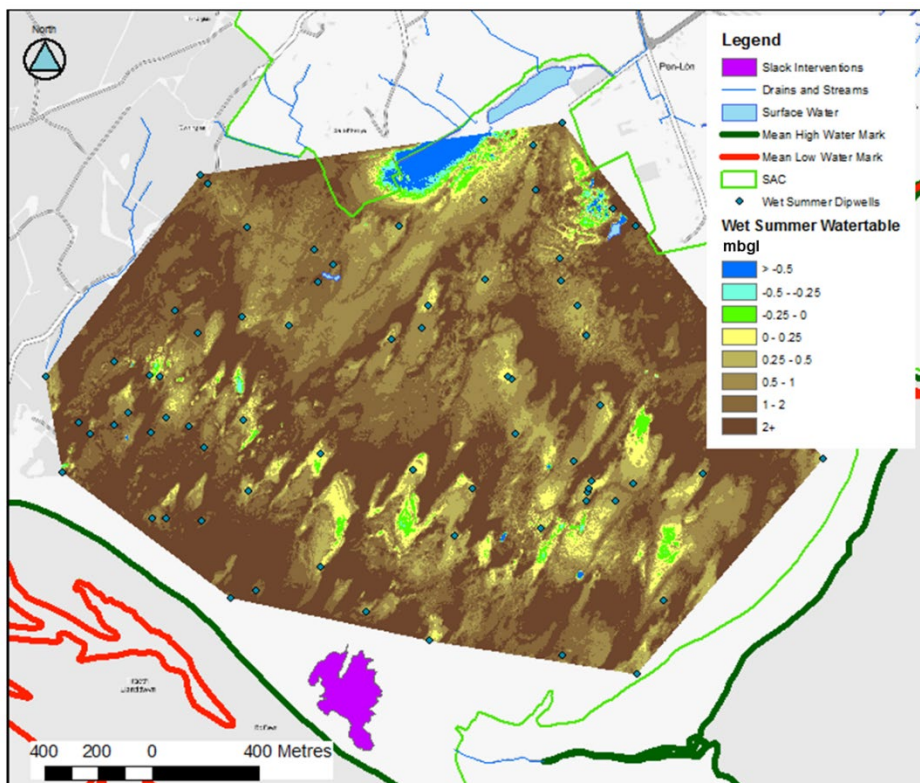 North
Pen-Lôn
Legend
Slack Interventions
Drains and Streams
Surface Water
Mean High Water Mark
Mean Low Water Mark
SAC
Wet Summer Dipwells
Wet Summer Watertable
mbgl
> -0.5
-0.5 - -0.25
-0.25 - 0
0 - 0.25
0.25 - 0.5
0.5 - 1
1 - 2
2+
400 200 0 400 Metres